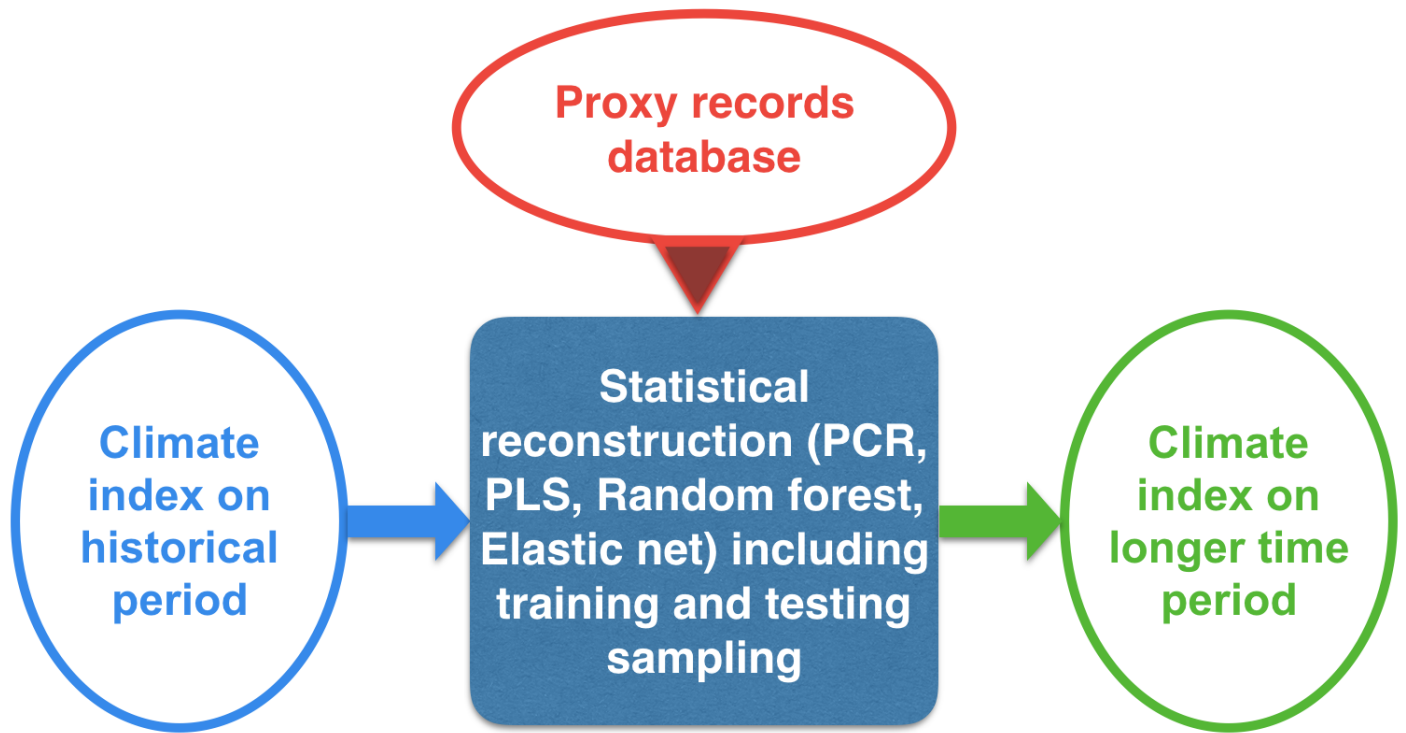 Proxy records
database
Climate
index on
historical
period
Statistical
reconstruction (PCR,
PLS, Random forest,
Elastic net) including
training and testing
sampling
Climate
index on
longer time
period